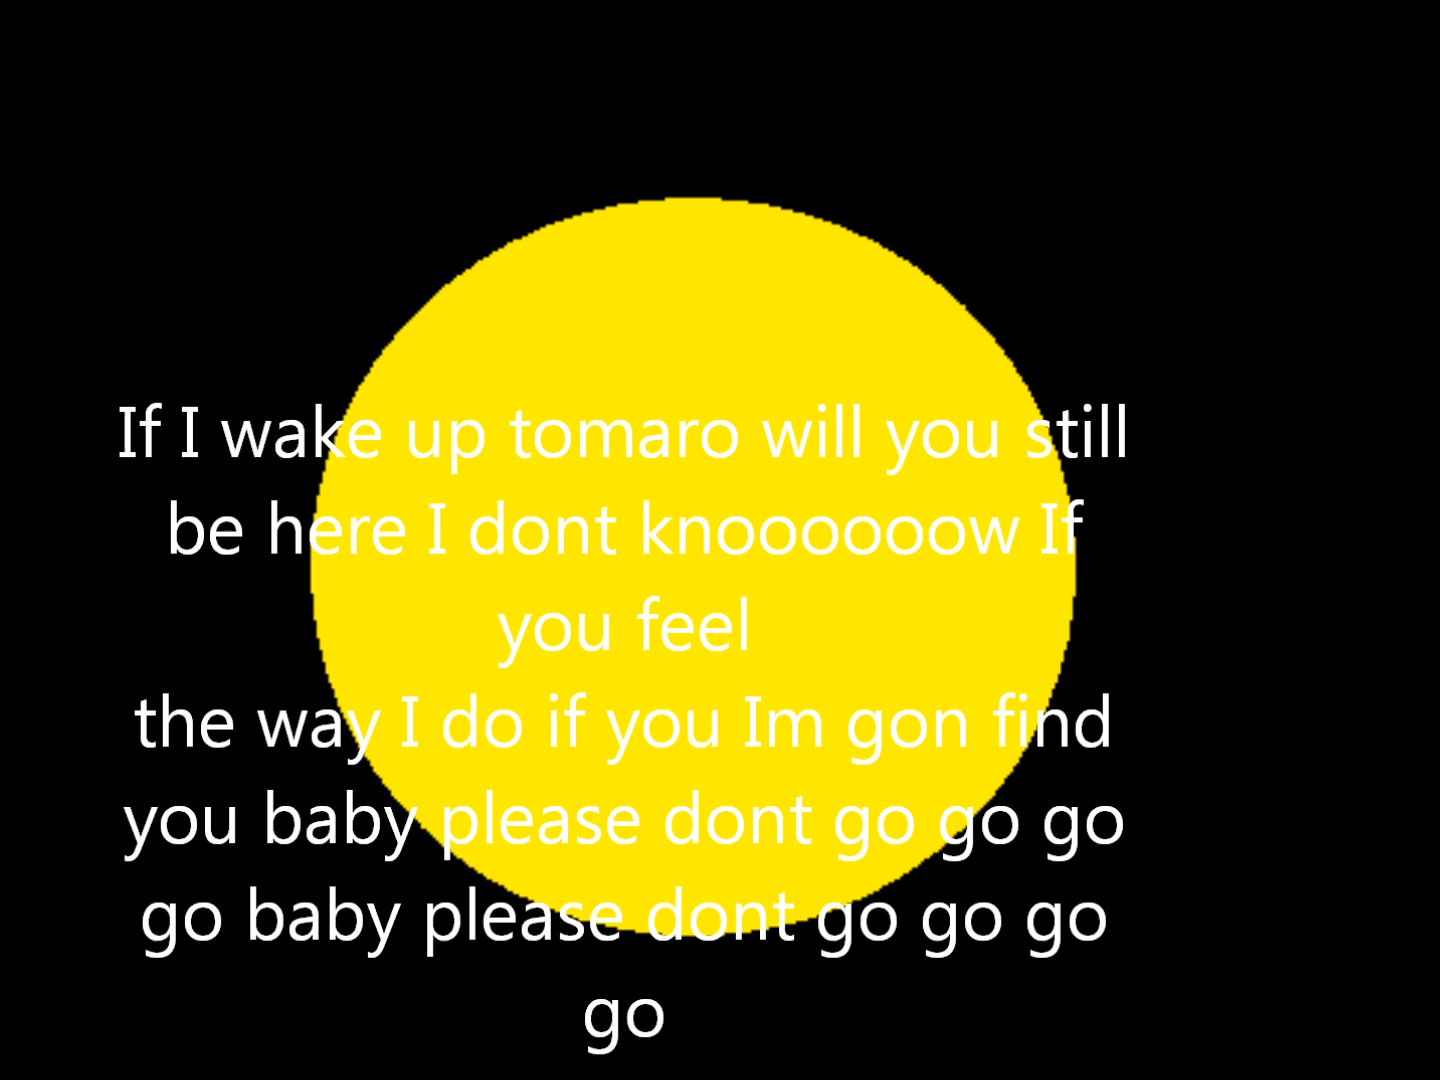 If I wake up tomaro will you still
be here I dont knooooooow If
you feel
the way I do if you Im gon find
you baby please dont go go go
go baby please dont go go go
go